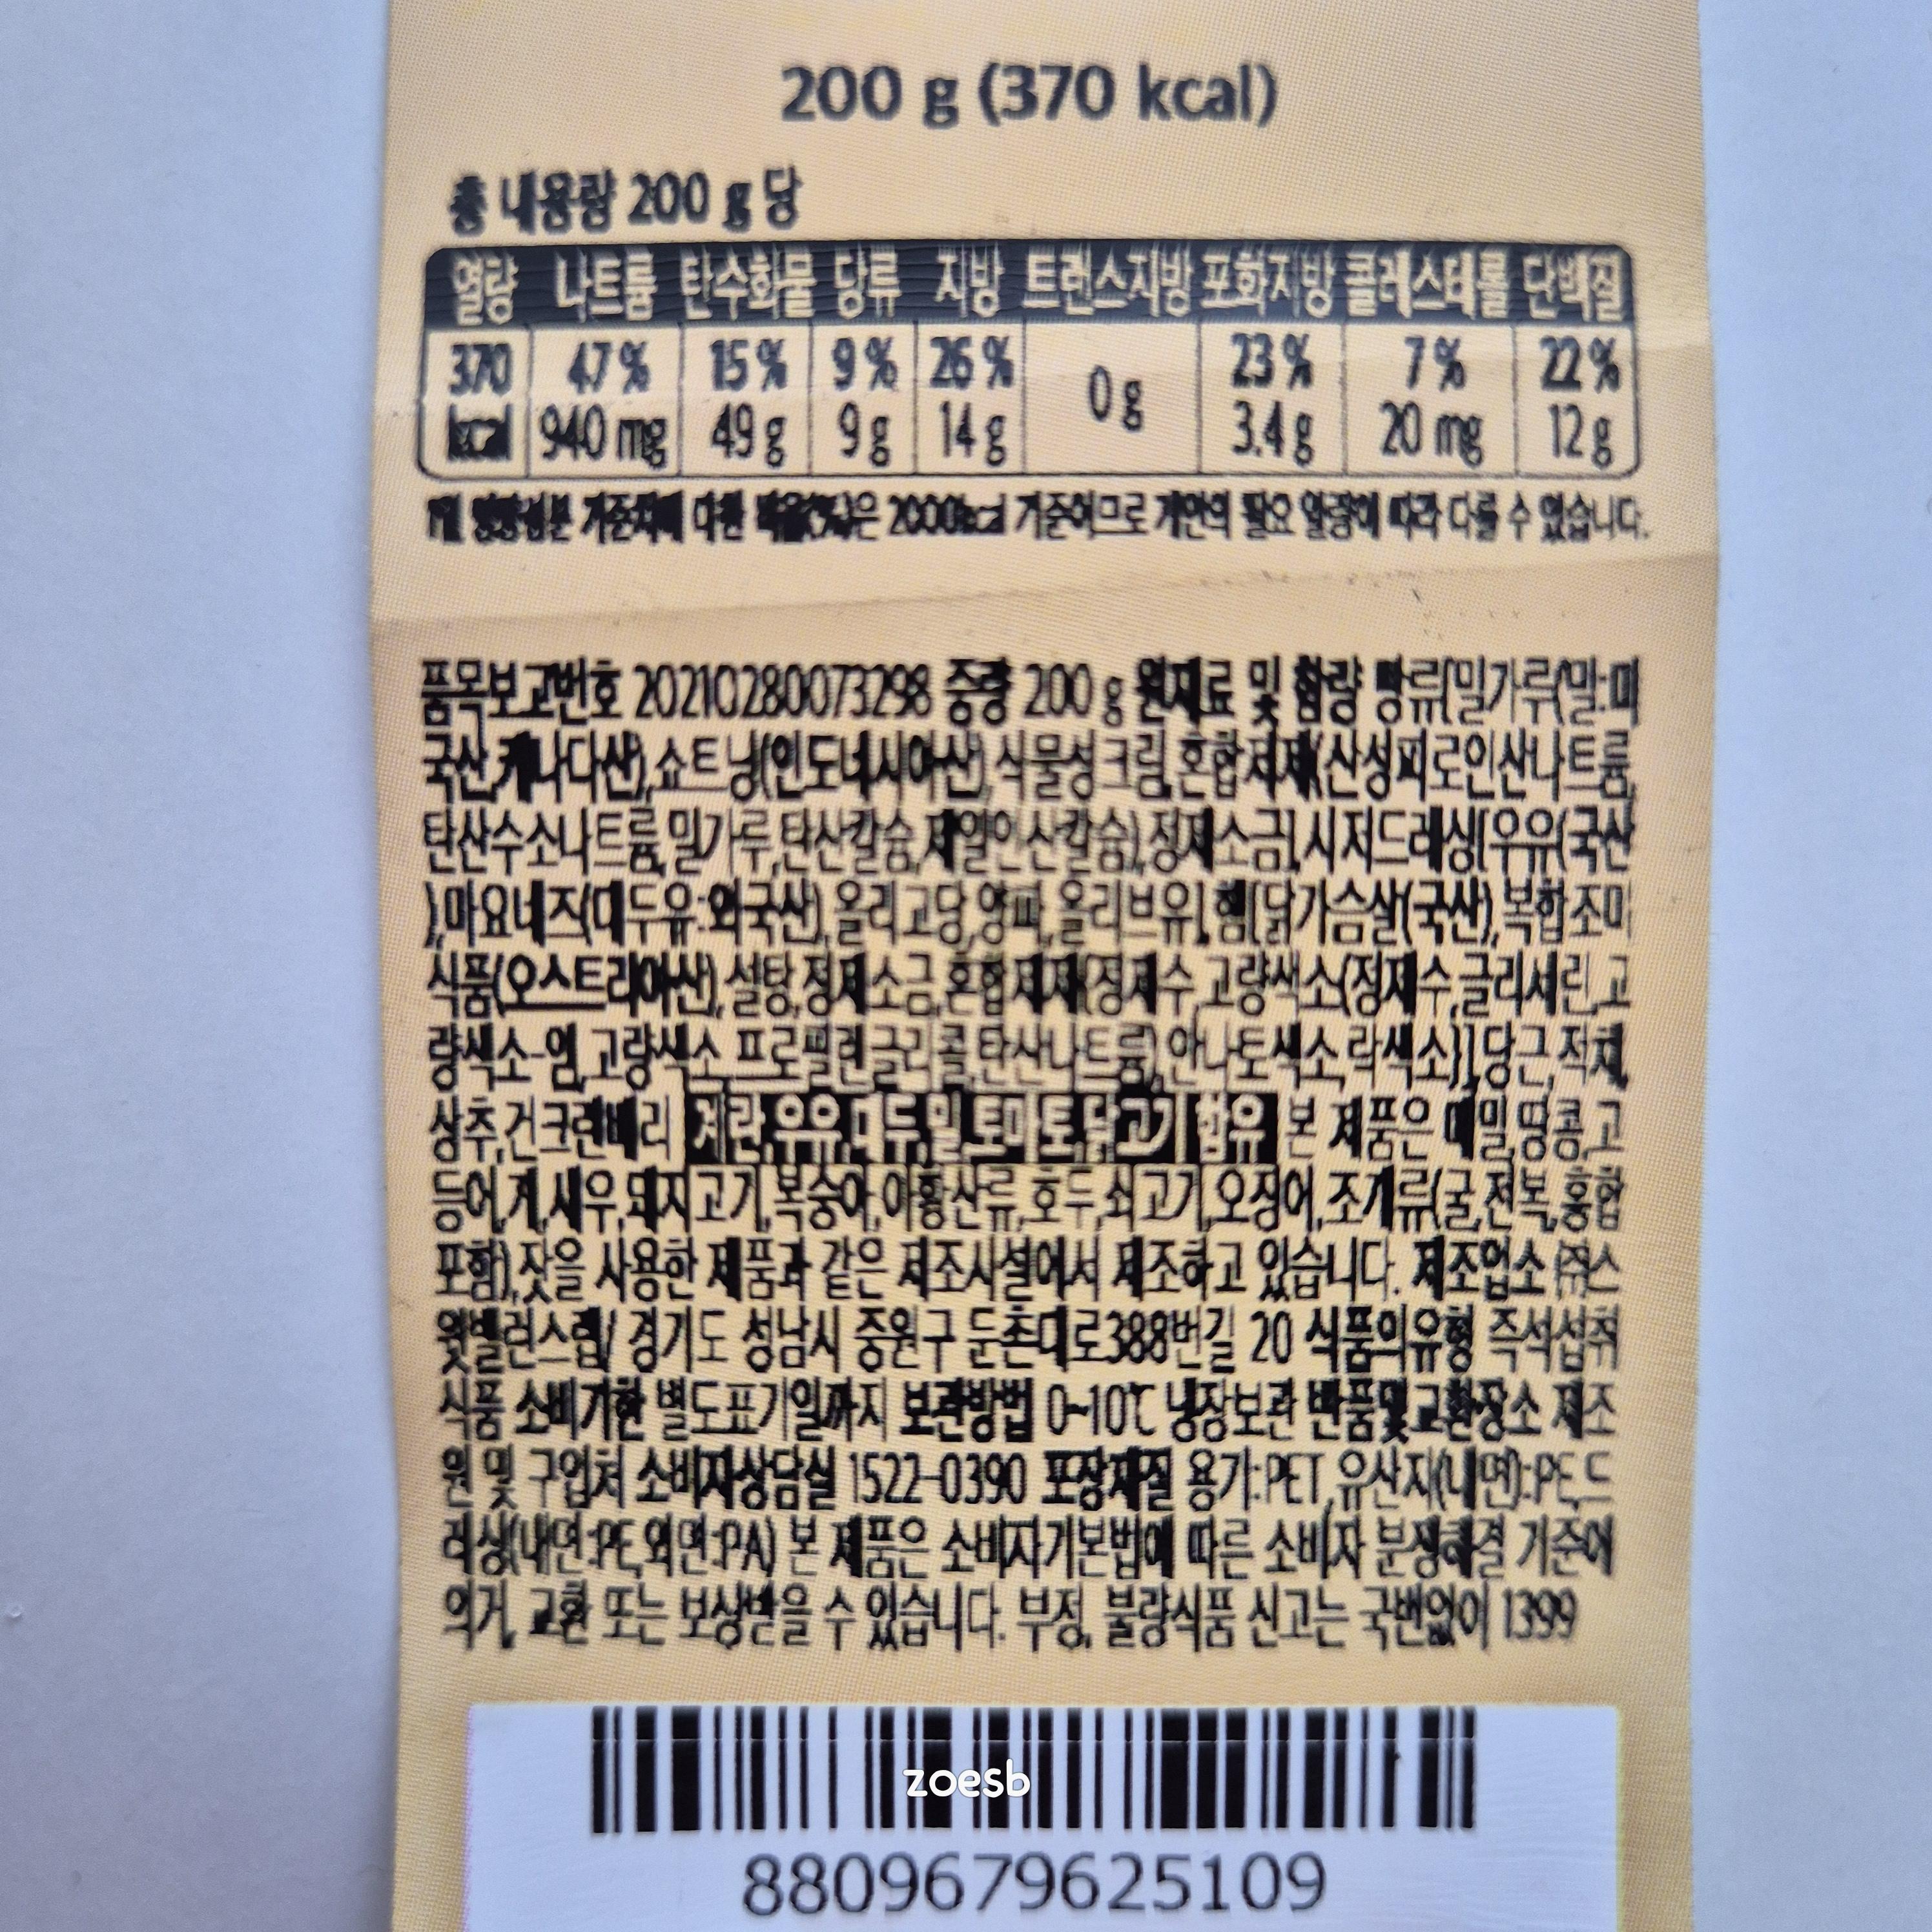 200 g (370 kcal)
총 내용량 200 g 당
열량 나트륨 탄수화물 당류 지방 트랜스지방 포화지방 콜레스테롤 단백질
370 47 % 15 % 9 % 26 % 0 g 23 % 7 % 22 %
kcal 940 mg 49 g 9 g 14 g 3.4 g 20 mg 12 g
1일 영양성분 기준치에 대한 비율(%)은 2000kcal 기준이므로 개인의 필요 열량에 따라 다를 수 있습니다.
품목보고번호 20210280073298 중량 200 g 원재료 및 함량 빵류{밀가루(밀:미
국산,캐나다산),쇼트닝(인도네시아산),식물성크림,혼합제제(산성피로인산나트륨,
탄산수소나트륨,밀가루,탄산칼슘,제일인산칼슘),정제소금},시저드레싱[우유(국산
),마요네즈(대두유:외국산),올리고당,양파,올리브유],햄{닭가슴살(국산),복합조미
식품(오스트리아산),설탕,정제소금,혼합제제(정제수,고량색소(정제수,글리세린,고
량색소-엠,고량색소,프로필렌글리콜,탄산나트륨),안나토색소,락색소)},당근,적채,
상추,건크랜베리 계란,우유,대두,밀,토마토,닭고기 함유 본 제품은 메밀,땅콩,고
등어,게,새우,돼지고기,복숭아,아황산류,호두,쇠고기,오징어,조개류(굴,전복,홍합
포함),잣을 사용한 제품과 같은 제조시설에서 제조하고 있습니다. 제조업소 ㈜스
윗밸런스랩/ 경기도 성남시 중원구 둔촌대로388번길 20 식품의유형 즉석섭취
식품 소비기한 별도표기일까지 보관방법 0~10℃ 냉장보관 반품및교환장소 제조
원 및 구입처 소비자상담실 1522-0390 포장재질 용기:PET,유산지(내면):PE,드
레싱(내면:PE,외면:PA) 본 제품은 소비자기본법에 따른 소비자 분쟁해결 기준에
의거, 교환 또는 보상받을 수 있습니다. 부정, 불량식품 신고는 국번없이 1399
zoesb
8809679625109